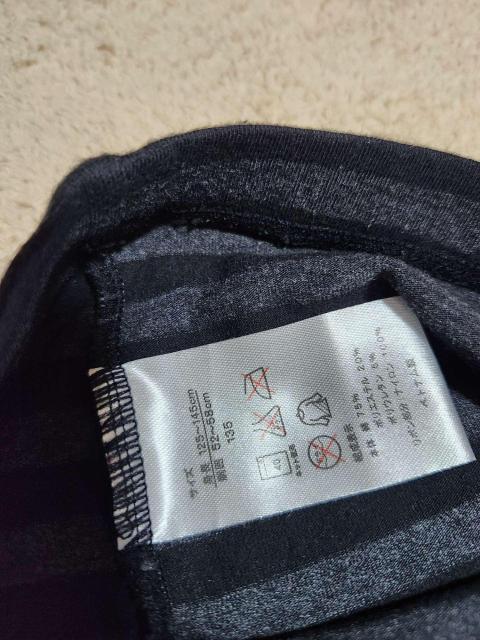 サイズ
身長 125~145cm
胴囲 52~58cm
135
40
組成表示
本体 綿 75%
ポリエステル 20%
ポリウレタン 5%
リボン部分 ナイロン 100%
ベトナム製